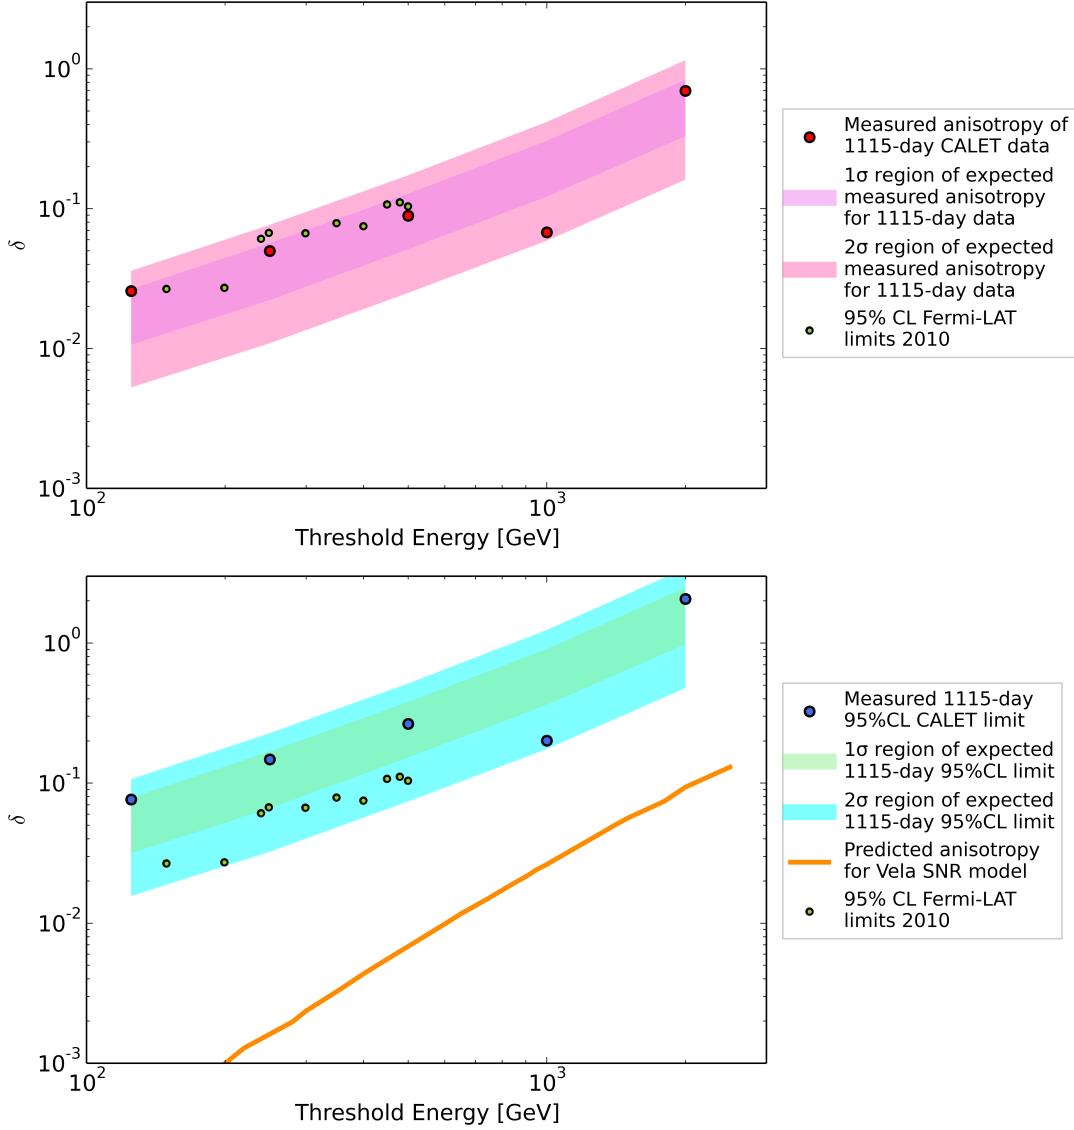 10^0
10^-1
δ
10^-2
10^-3
10^2
10^3
Threshold Energy [GeV]
Measured anisotropy of
1115-day CALET data
1σ region of expected
measured anisotropy
for 1115-day data
2σ region of expected
measured anisotropy
for 1115-day data
95% CL Fermi-LAT
limits 2010
10^0
10^-1
δ
10^-2
10^-3
10^2
10^3
Threshold Energy [GeV]
Measured 1115-day
95%CL CALET limit
1σ region of expected
1115-day 95%CL limit
2σ region of expected
1115-day 95%CL limit
Predicted anisotropy
for Vela SNR model
95% CL Fermi-LAT
limits 2010